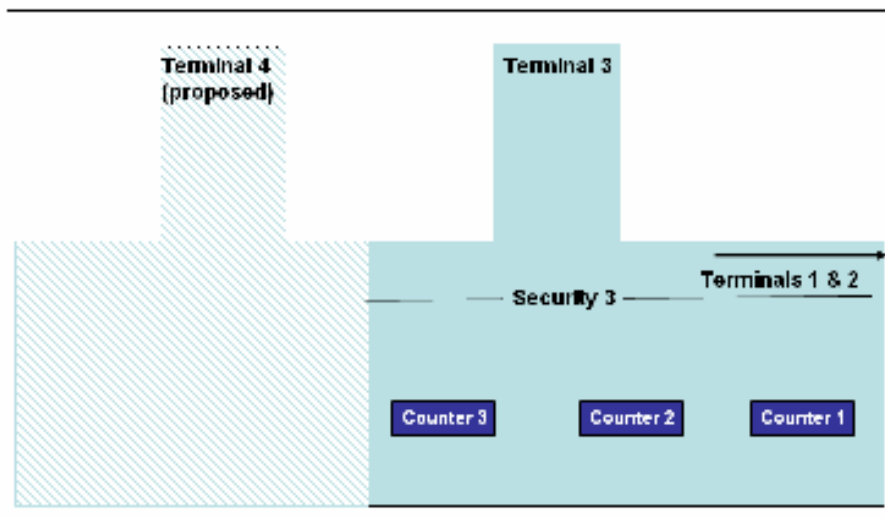 Terminal 4
(proposed)
Terminal 3
Terminals 1 & 2
Security 3
Counter 3
Counter 2
Counter 1